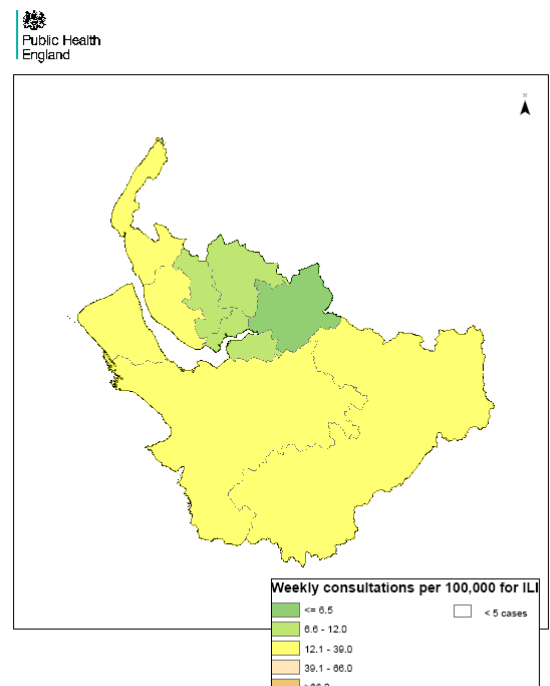 Public Health
England
N
Weekly consultations per 100,000 for ILI
<= 6.5
< 5 cases
6.6 - 12.0
12.1 - 39.0
39.1 - 66.0